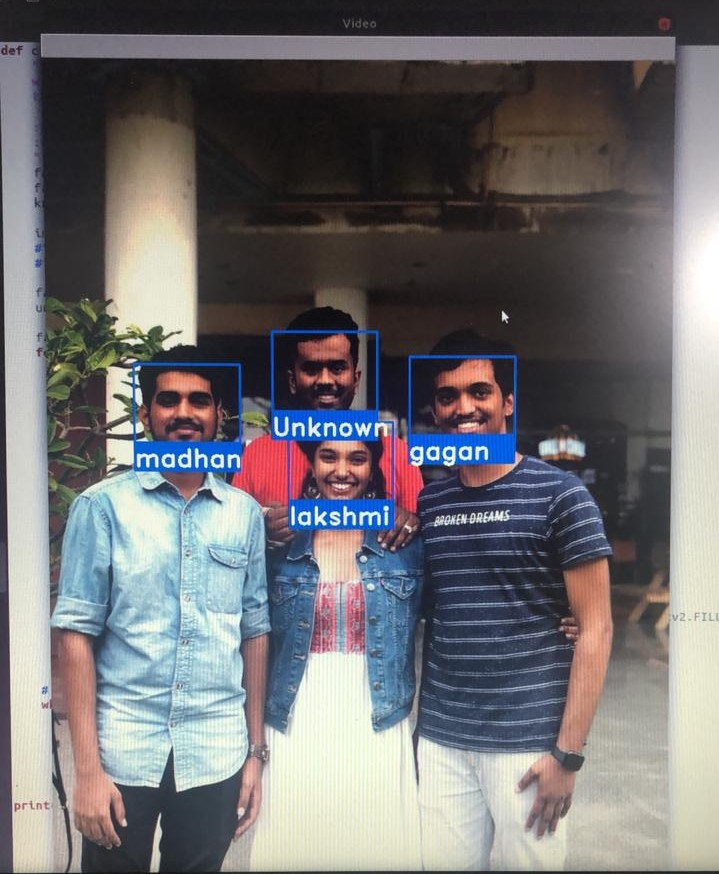 Video
def
Unknown
madhan
gagan
lakshmi
BROKEN DREAMS
v2.FILL
print